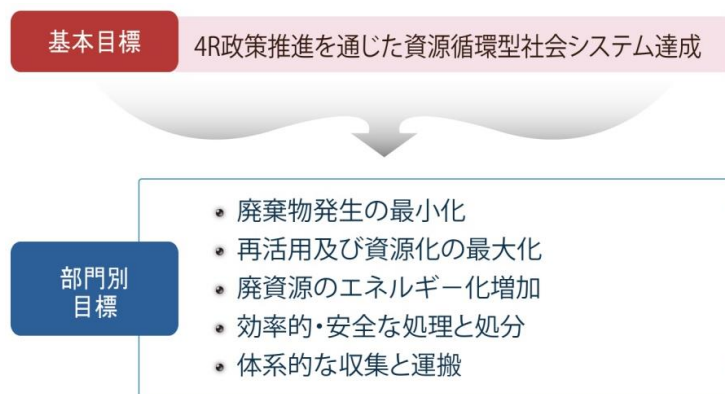 基本目標
4R政策推進を通じた資源循環型社会システム達成
部門別
目標
廃棄物発生の最小化
再活用及び資源化の最大化
廃資源のエネルギー化増加
効率的・安全な処理と処分
体系的な収集と運搬